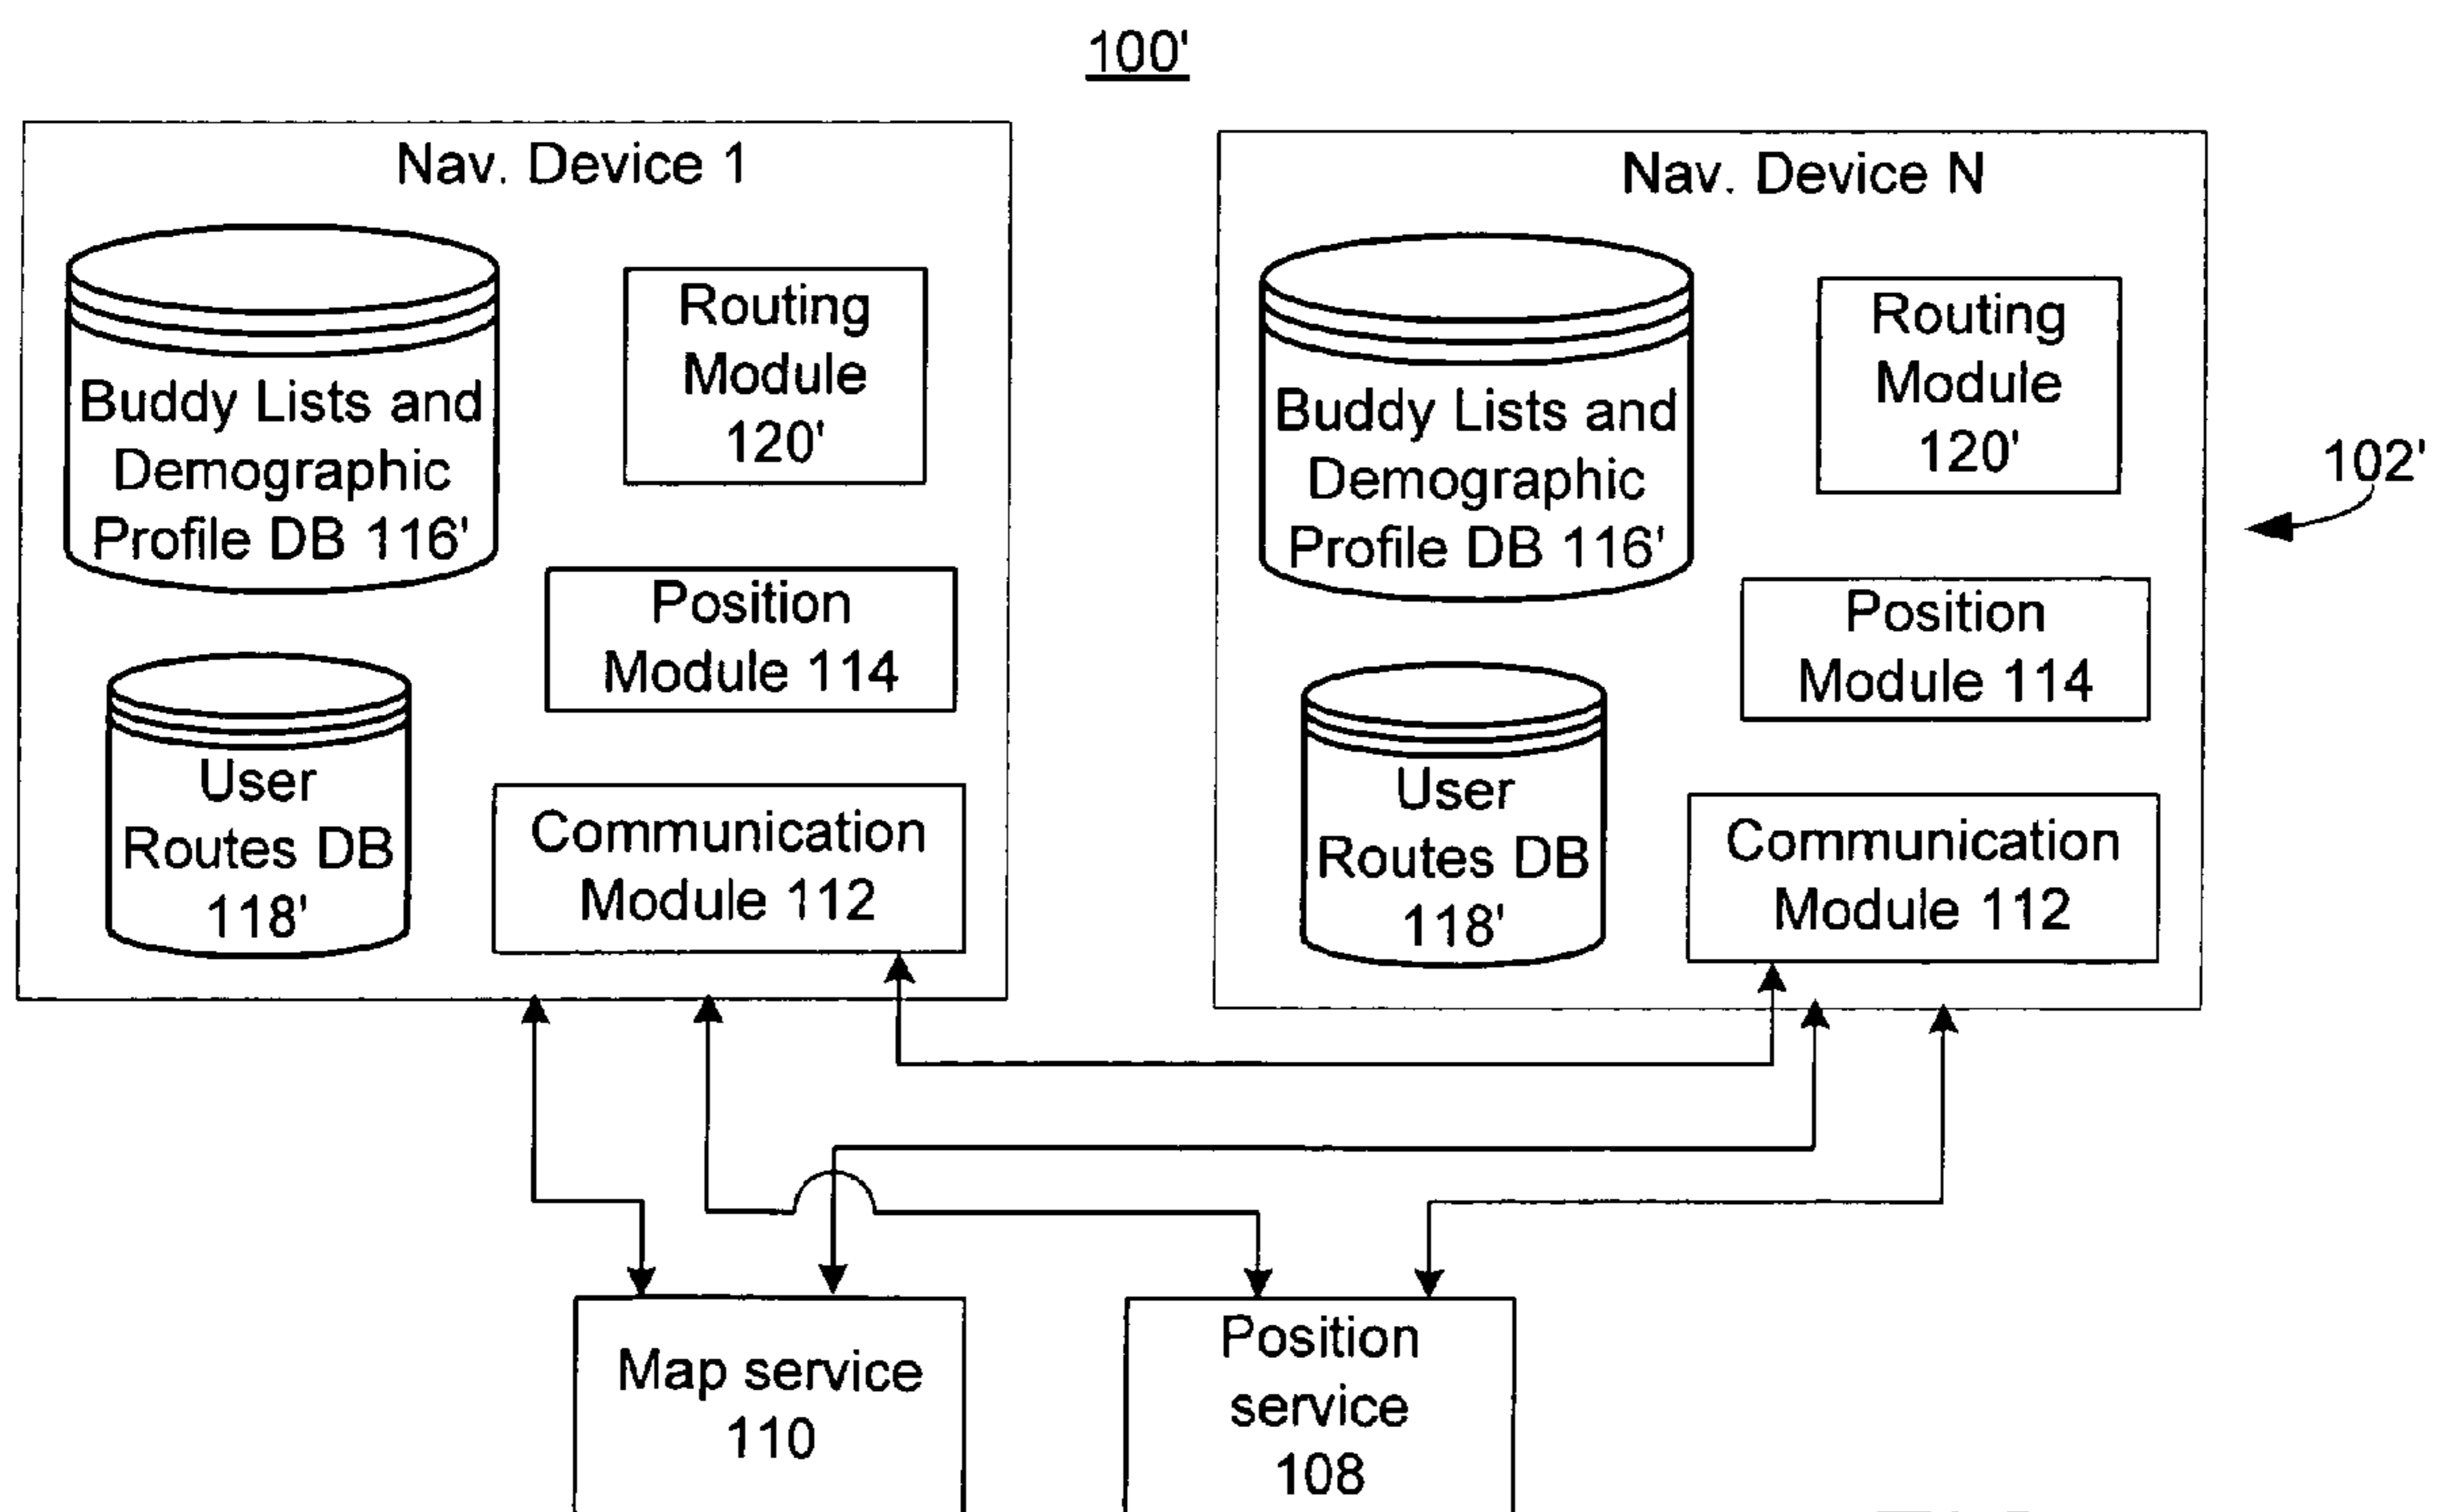 100'
Nav. Device 1
Buddy Lists and
Demographic
Profile DB 116'
Routing
Module
120'
Position
Module 114
User
Routes DB
118'
Communication
Module 112
Nav. Device N
Buddy Lists and
Demographic
Profile DB 116'
Routing
Module
120'
102'
Position
Module 114
User
Routes DB
118'
Communication
Module 112
Map service
110
Position
service
108